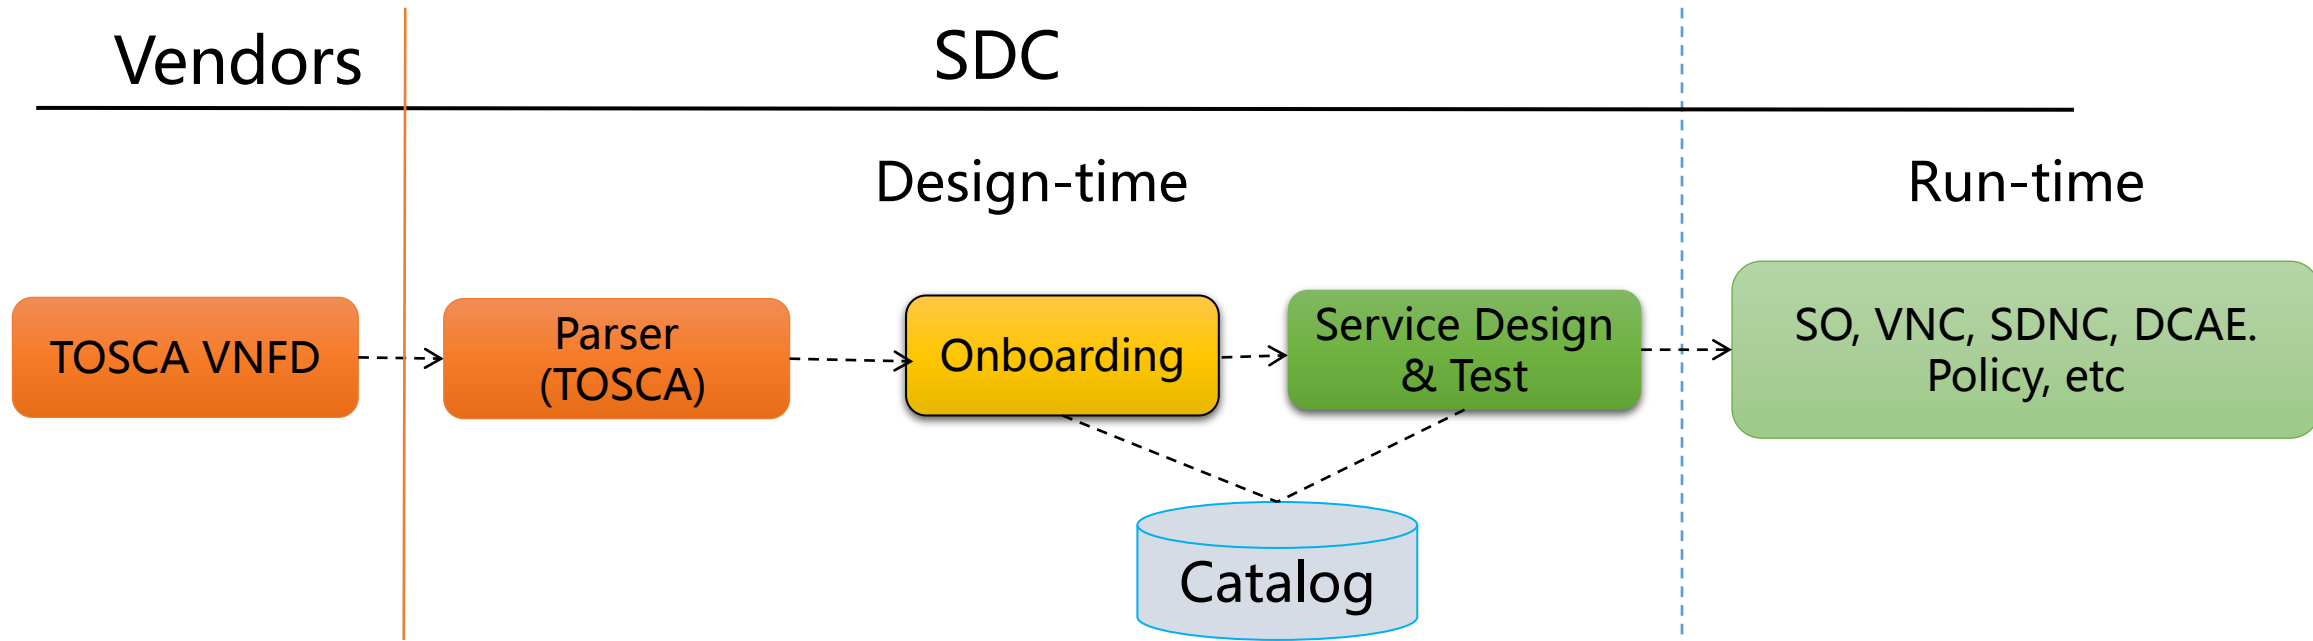 Vendors
SDC
Design-time
Run-time
TOSCA VNFD
Parser
(TOSCA)
Onboarding
Service Design
& Test
SO, VNC, SDNC, DCAE.
Policy, etc
Catalog